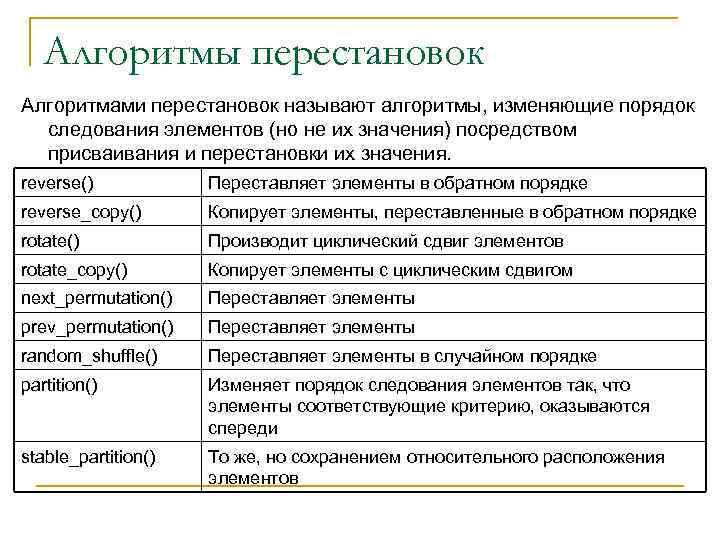 Алгоритмы перестановок
Алгоритмами перестановок называют алгоритмы, изменяющие порядок
следования элементов (но не их значения) посредством
присваивания и перестановки их значения.
reverse() Переставляет элементы в обратном порядке
reverse_copy() Копирует элементы, переставленные в обратном порядке
rotate() Производит циклический сдвиг элементов
rotate_copy() Копирует элементы с циклическим сдвигом
next_permutation() Переставляет элементы
prev_permutation() Переставляет элементы
random_shuffle() Переставляет элементы в случайном порядке
partition() Изменяет порядок следования элементов так, что
элементы соответствующие критерию, оказываются
спереди
stable_partition() То же, но сохранением относительного расположения
элементов